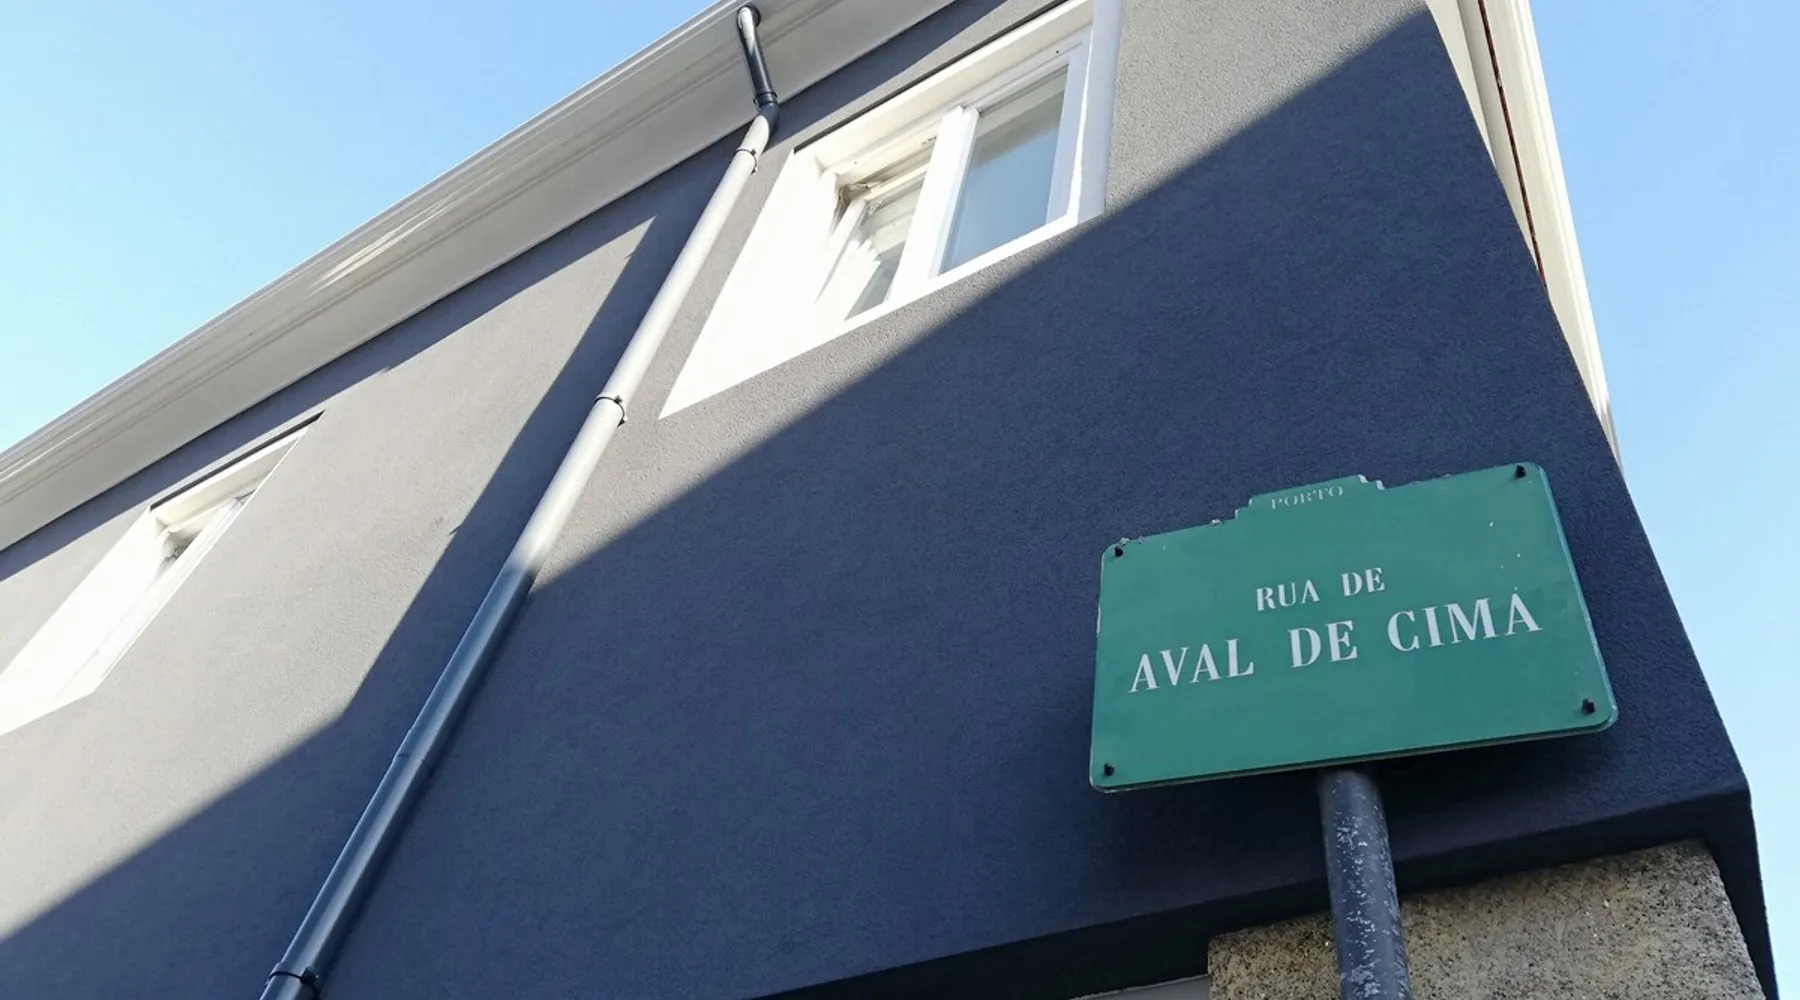 PORTO
RUA DE
AVAL DE CIMA